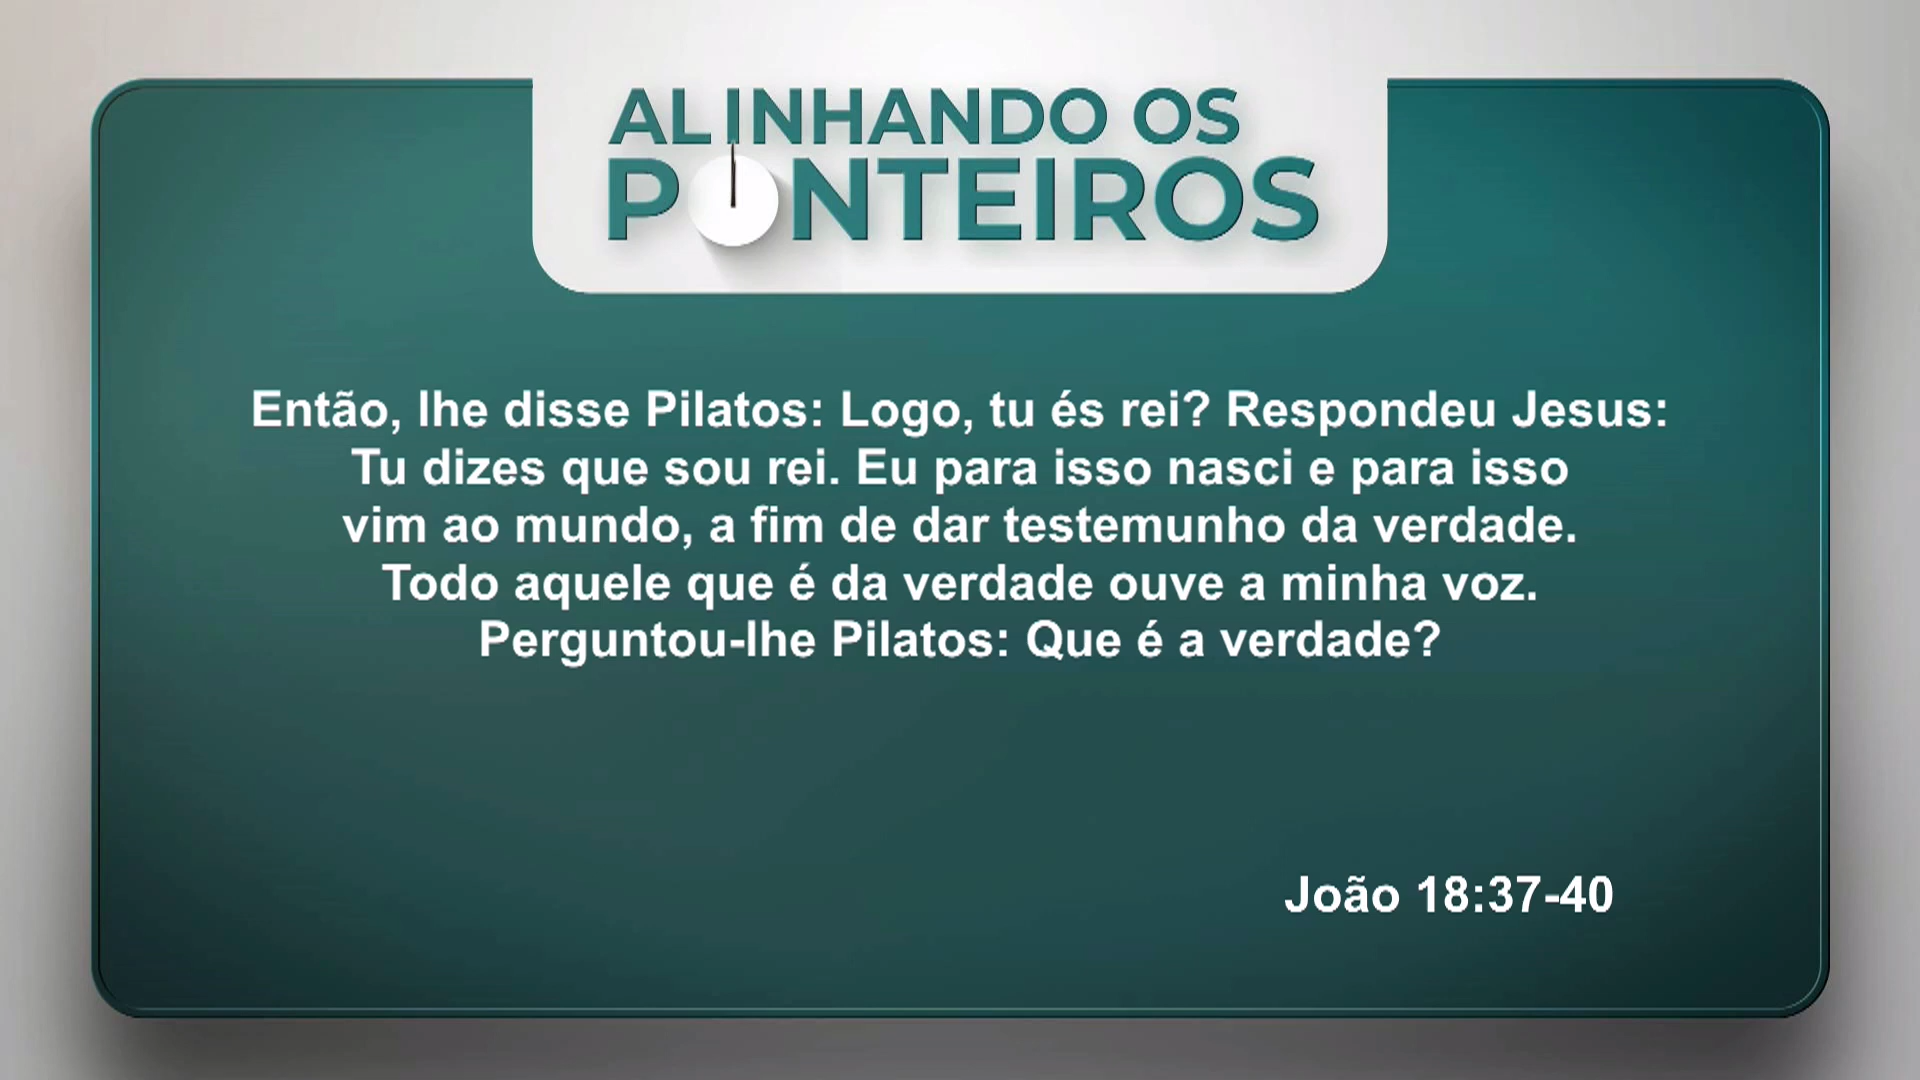 ALINHANDO OS
PONTEIROS
Então, lhe disse Pilatos: Logo, tu és rei? Respondeu Jesus:
Tu dizes que sou rei. Eu para isso nasci e para isso
vim ao mundo, a fim de dar testemunho da verdade.
Todo aquele que é da verdade ouve a minha voz.
Perguntou-lhe Pilatos: Que é a verdade?
João 18:37-40